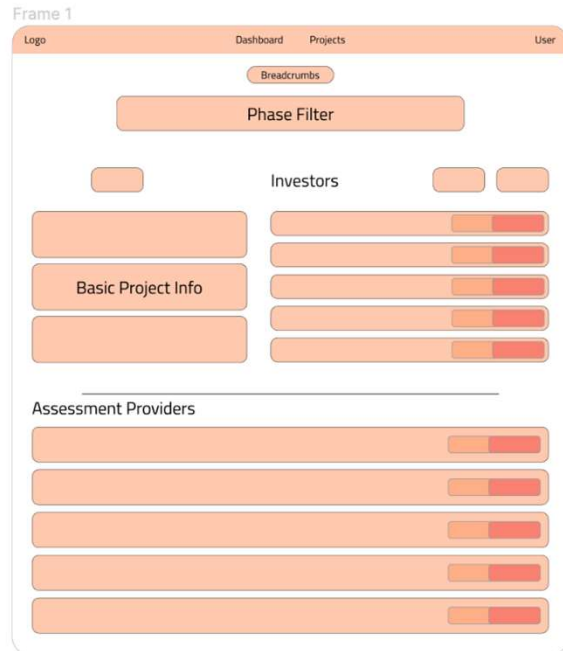 Frame 1
Logo Dashboard Projects User
Breadcrumbs
Phase Filter
Investors
Basic Project Info
Assessment Providers